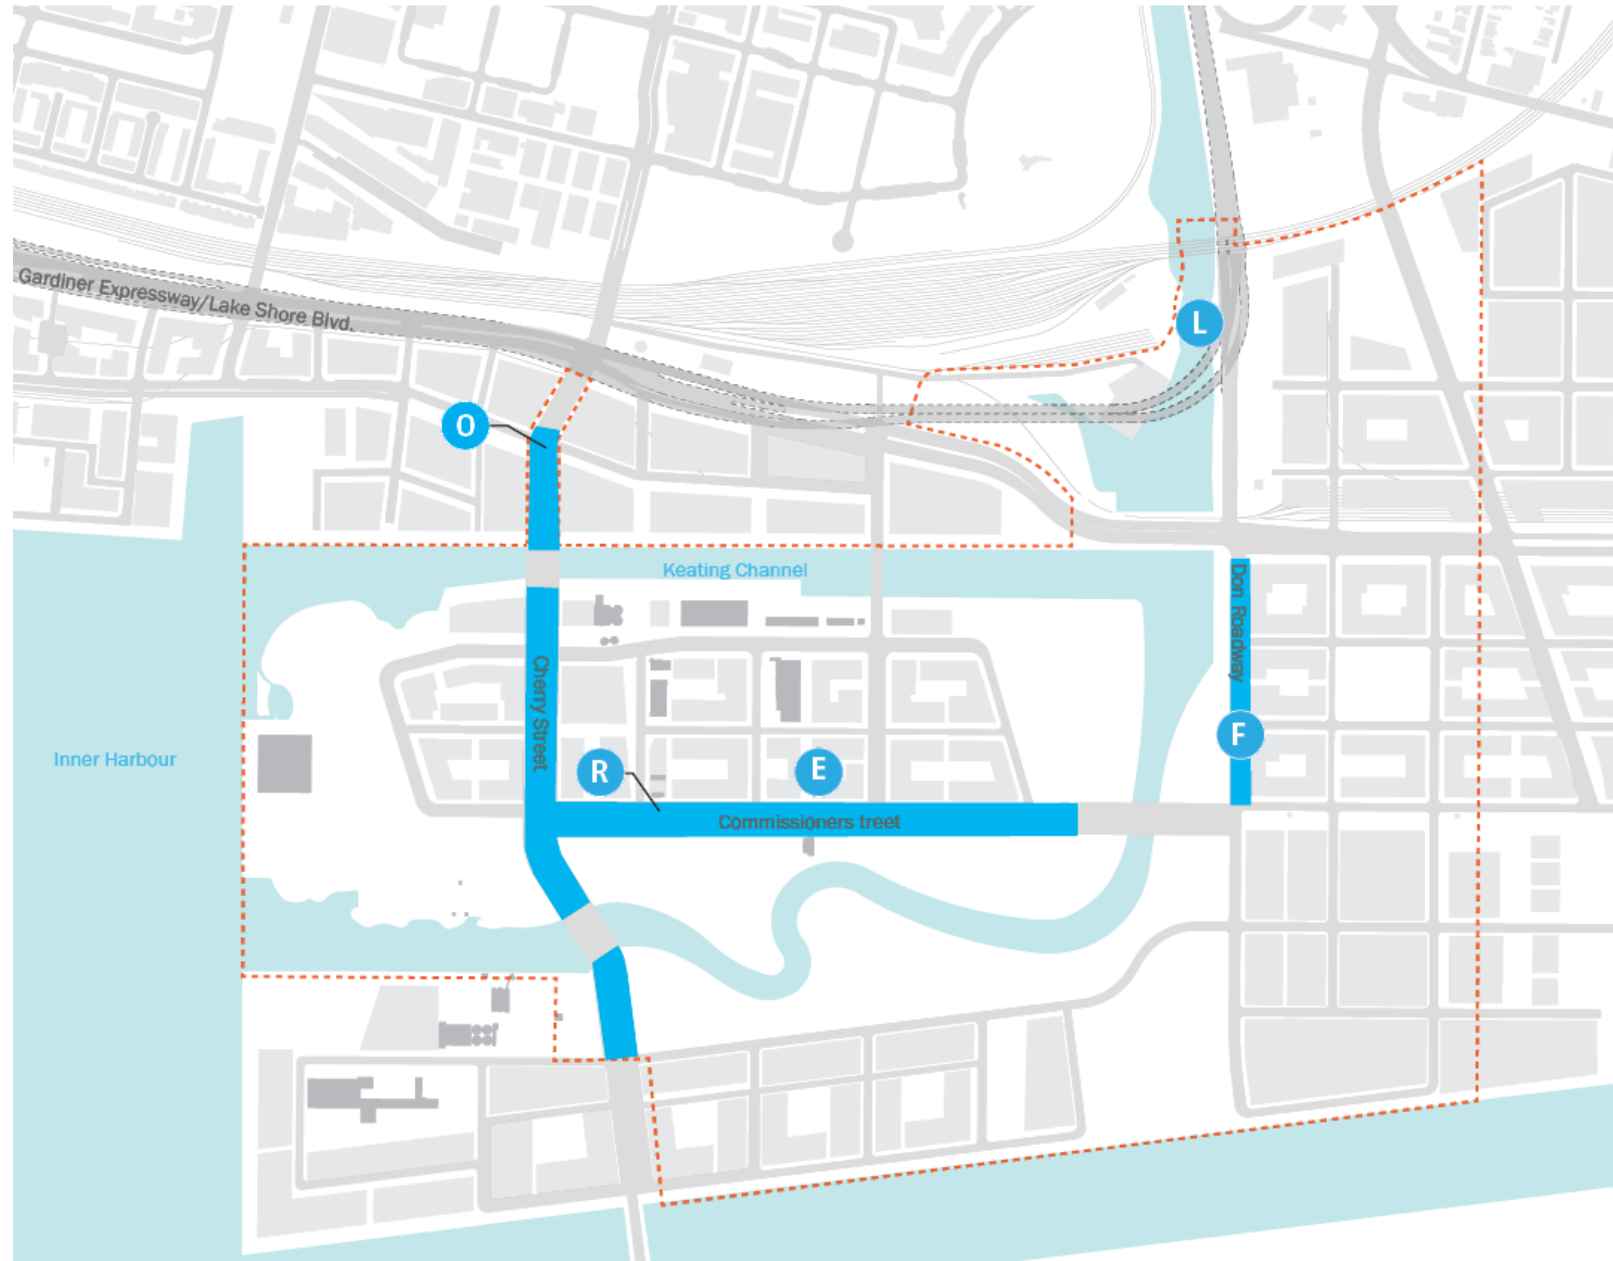 Gardiner Expressway/Lake Shore Blvd.
L
O
Keating Channel
Don Roadway
Cherry Street
F
Inner Harbour
R
E
Commissioners treet